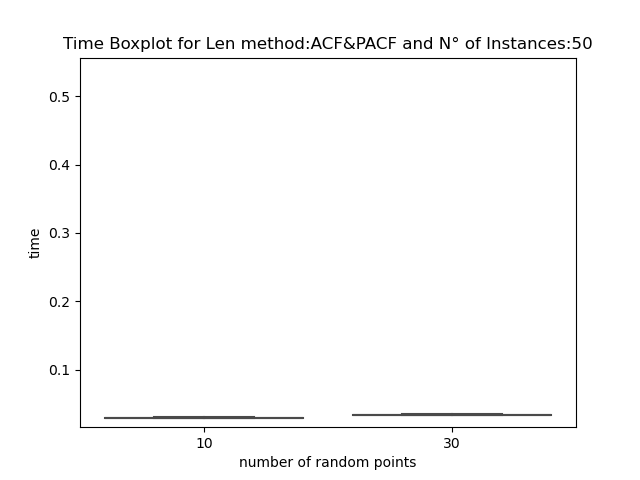 Time Boxplot for Len method:ACF&PACF and N° of Instances:50
0.5
0.4
0.3
0.2
0.1
time
10 30
number of random points